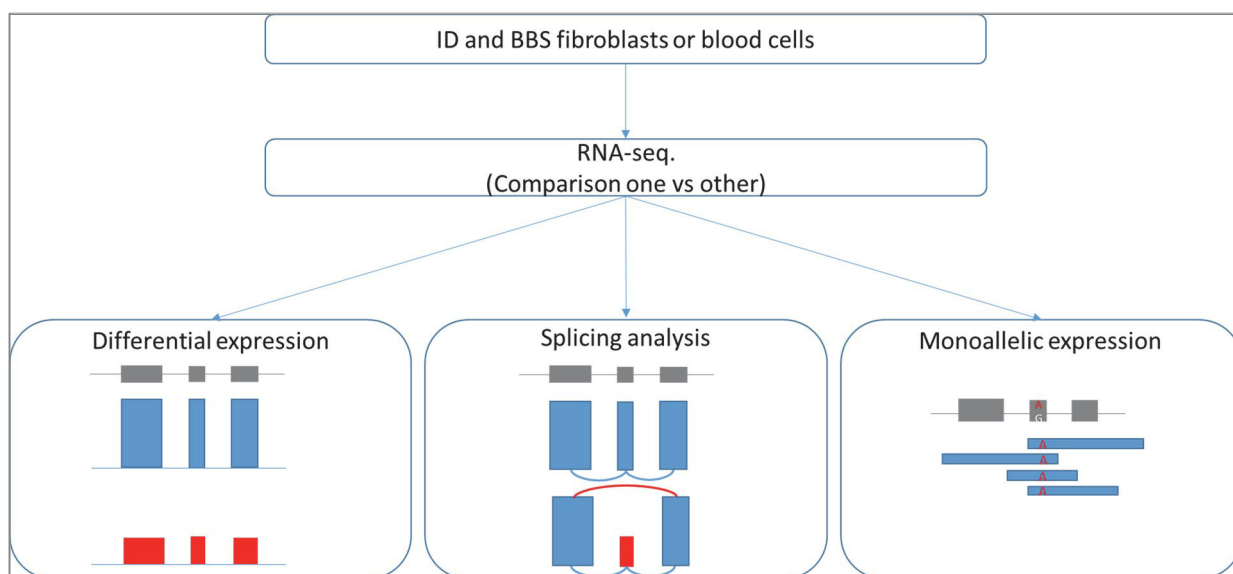 ID and BBS fibroblasts or blood cells
RNA-seq.
(Comparison one vs other)
Differential expression
Splicing analysis
Monoallelic expression
A
G
A
A
A
A